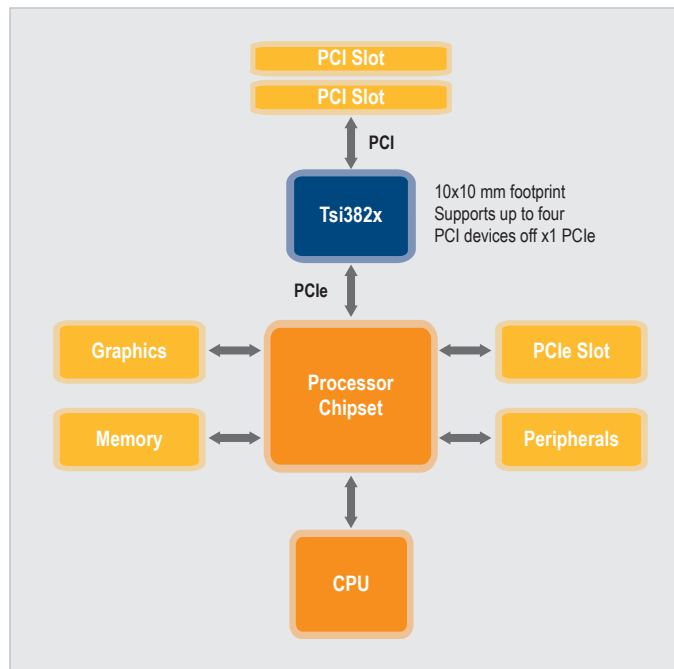 PCI Slot
PCI Slot
PCI
Tsi382x
10x10 mm footprint
Supports up to four
PCI devices off x1 PCIe
PCIe
Graphics
Processor
Chipset
PCIe Slot
Memory
Peripherals
CPU